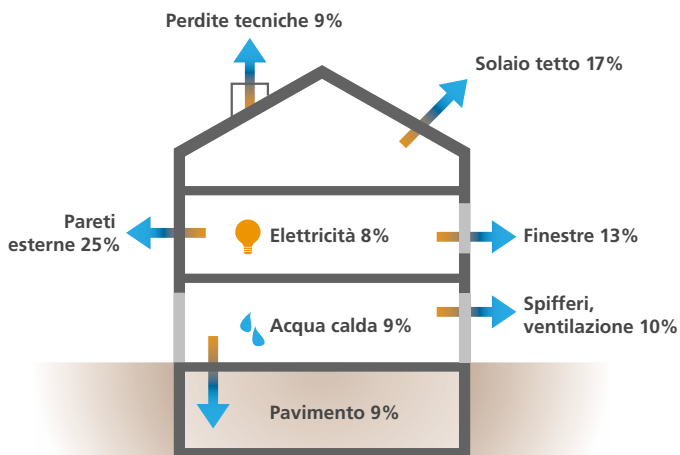 Perdite tecniche 9%
Solaio tetto 17%
Pareti
esterne 25%
Elettricità 8%
Finestre 13%
Spifferi,
ventilazione 10%
Acqua calda 9%
Pavimento 9%